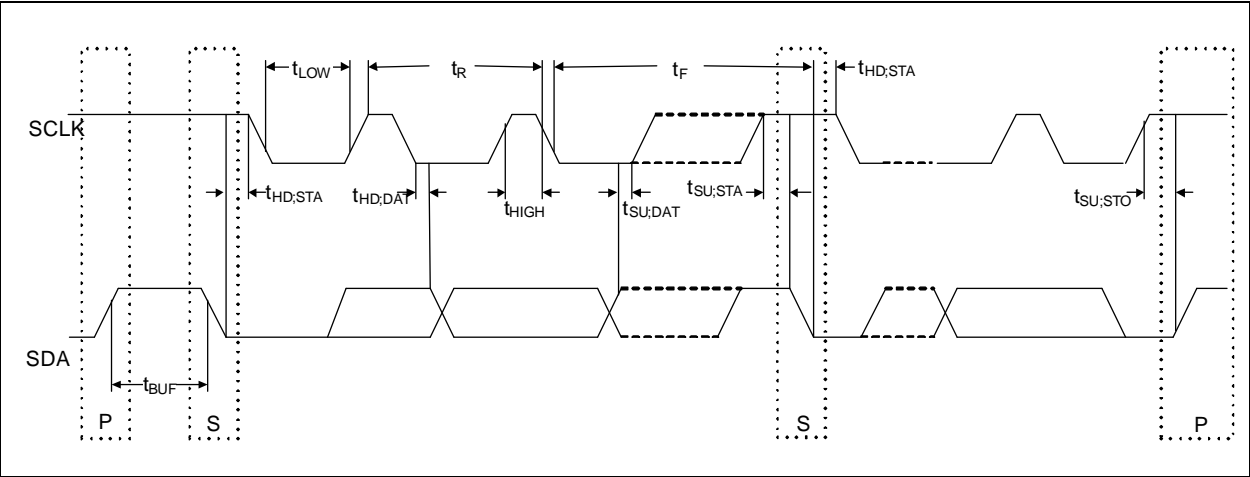 tLOW
tR
tF
tHD;STA
SCLK
tHD;STA
tHD;DAT
tHIGH
tSU;DAT
tSU;STA
tSU;STO
SDA
tBUF
P
S
S
P